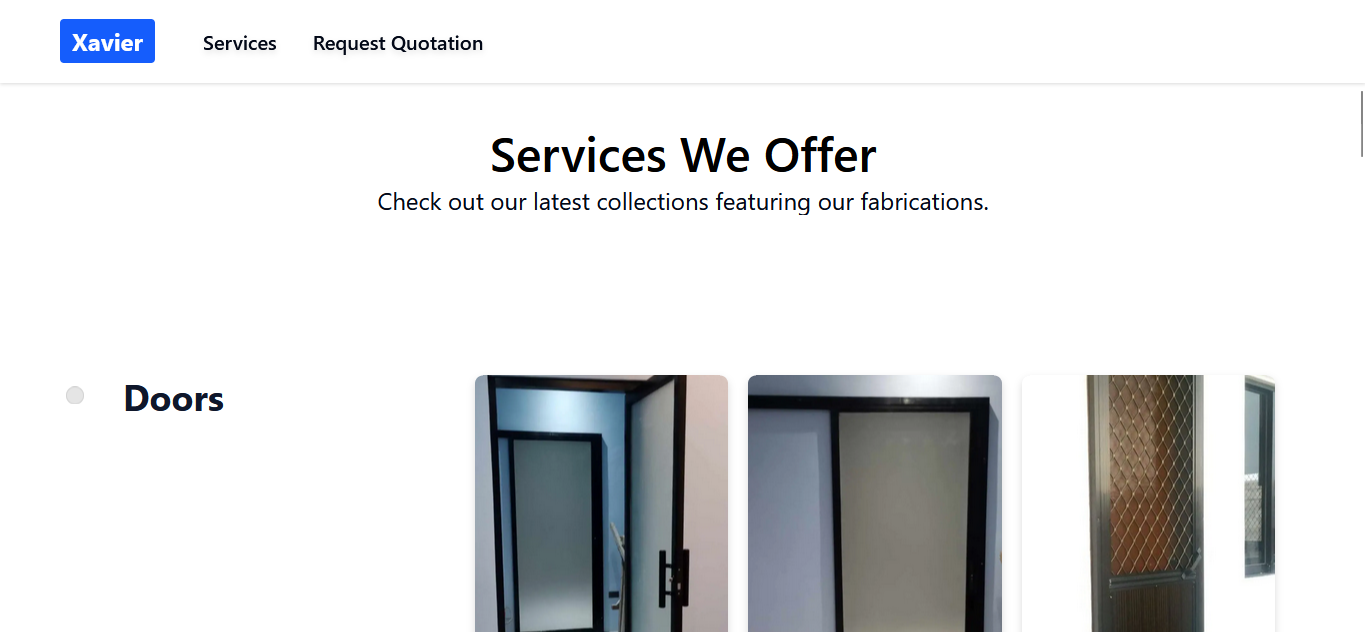 Xavier
Services
Request Quotation
Services We Offer
Check out our latest collections featuring our fabrications.
Doors